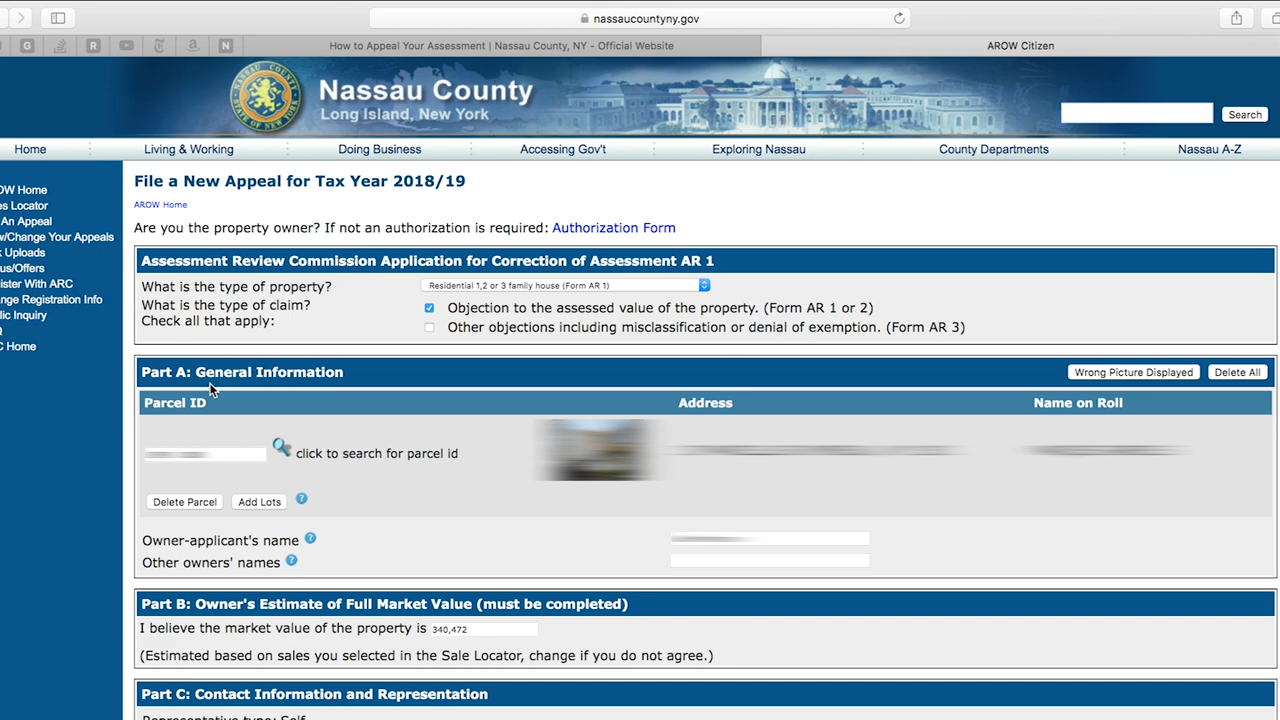 nassaucountyny.gov
G R N
How to Appeal Your Assessment | Nassau County, NY - Official Website
AROW Citizen
Nassau County
Long Island, New York
Search
Home Living & Working Doing Business Accessing Gov't Exploring Nassau County Departments Nassau A-Z
OW Home
es Locator
An Appeal
w/Change Your Appeals
k Uploads
us/Offers
ister With ARC
nge Registration Info
lic Inquiry
Q
C Home
File a New Appeal for Tax Year 2018/19
AROW Home
Are you the property owner? If not an authorization is required: Authorization Form
Assessment Review Commission Application for Correction of Assessment AR 1
What is the type of property? Residential 1,2 or 3 family house (Form AR 1)
What is the type of claim?
Check all that apply:
Objection to the assessed value of the property. (Form AR 1 or 2)
Other objections including misclassification or denial of exemption. (Form AR 3)
Part A: General Information
Wrong Picture Displayed Delete All
Parcel ID Address Name on Roll
click to search for parcel id
Delete Parcel Add Lots ?
Owner-applicant's name ?
Other owners' names ?
Part B: Owner's Estimate of Full Market Value (must be completed)
I believe the market value of the property is 340,472
(Estimated based on sales you selected in the Sale Locator, change if you do not agree.)
Part C: Contact Information and Representation
Representative type: Self